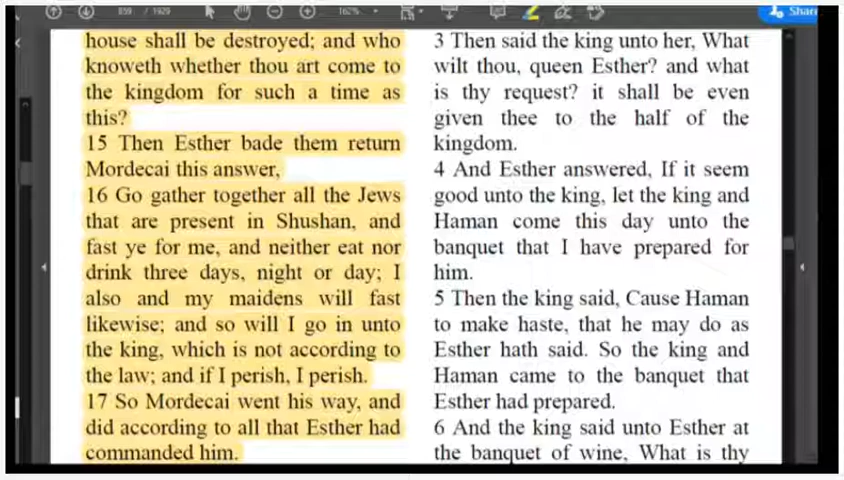 859 / 1929
162%
Shar
house shall be destroyed; and who
knoweth whether thou art come to
the kingdom for such a time as
this?
15 Then Esther bade them return
Mordecai this answer,
16 Go gather together all the Jews
that are present in Shushan, and
fast ye for me, and neither eat nor
drink three days, night or day; I
also and my maidens will fast
likewise; and so will I go in unto
the king, which is not according to
the law; and if I perish, I perish.
17 So Mordecai went his way, and
did according to all that Esther had
commanded him.
3 Then said the king unto her, What
wilt thou, queen Esther? and what
is thy request? it shall be even
given thee to the half of the
kingdom.
4 And Esther answered, If it seem
good unto the king, let the king and
Haman come this day unto the
banquet that I have prepared for
him.
5 Then the king said, Cause Haman
to make haste, that he may do as
Esther hath said. So the king and
Haman came to the banquet that
Esther had prepared.
6 And the king said unto Esther at
the banquet of wine, What is thy